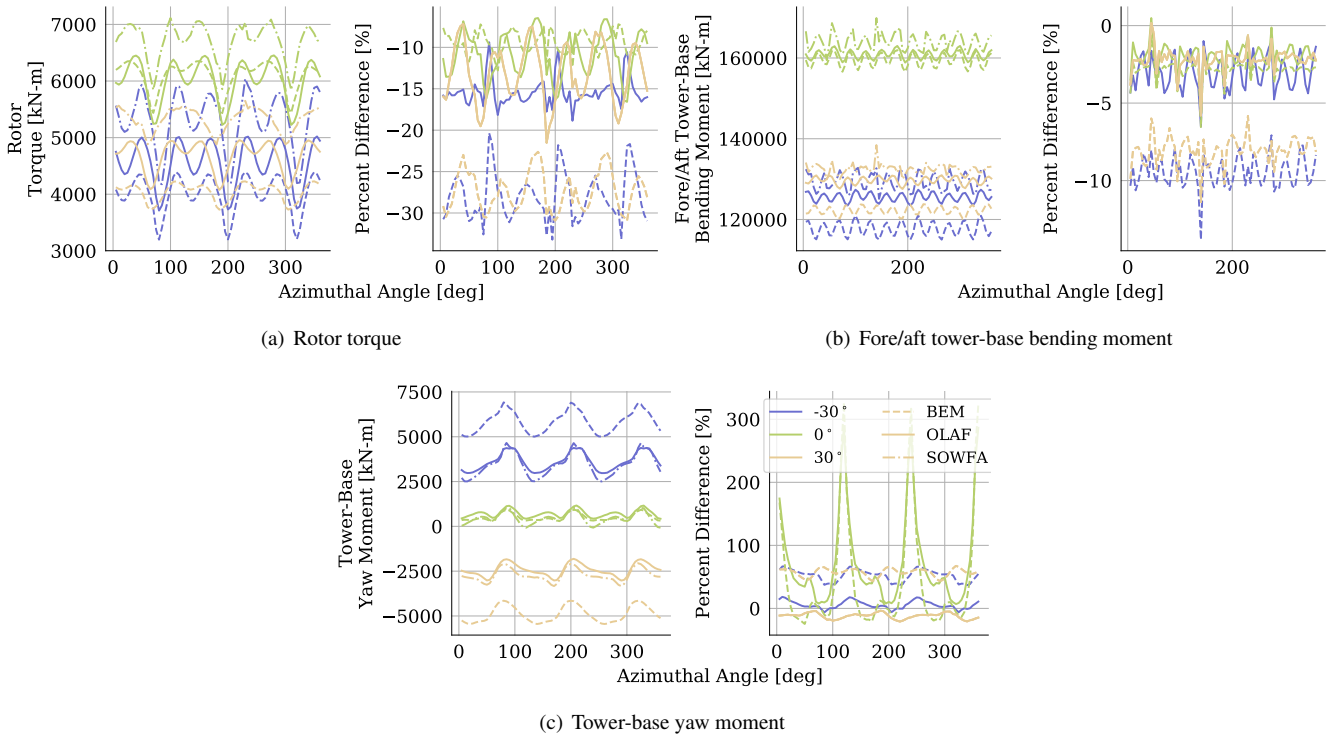 Rotor
Torque [kN-m]
7000
6000
5000
4000
3000
0
100
200
300
Percent Difference [%]
−10
−15
−20
−25
−30
0
100
200
300
Azimuthal Angle [deg]
(a) Rotor torque
Fore/Aft Tower-Base
Bending Moment [kN-m]
160000
140000
120000
0
200
Percent Difference [%]
0
−5
−10
0
200
Azimuthal Angle [deg]
(b) Fore/aft tower-base bending moment
Tower-Base
Yaw Moment [kN-m]
7500
5000
2500
0
−2500
−5000
0
100
200
300
Percent Difference [%]
300
200
100
0
0
100
200
300
-30°
0°
30°
BEM
OLAF
SOWFA
Azimuthal Angle [deg]
(c) Tower-base yaw moment